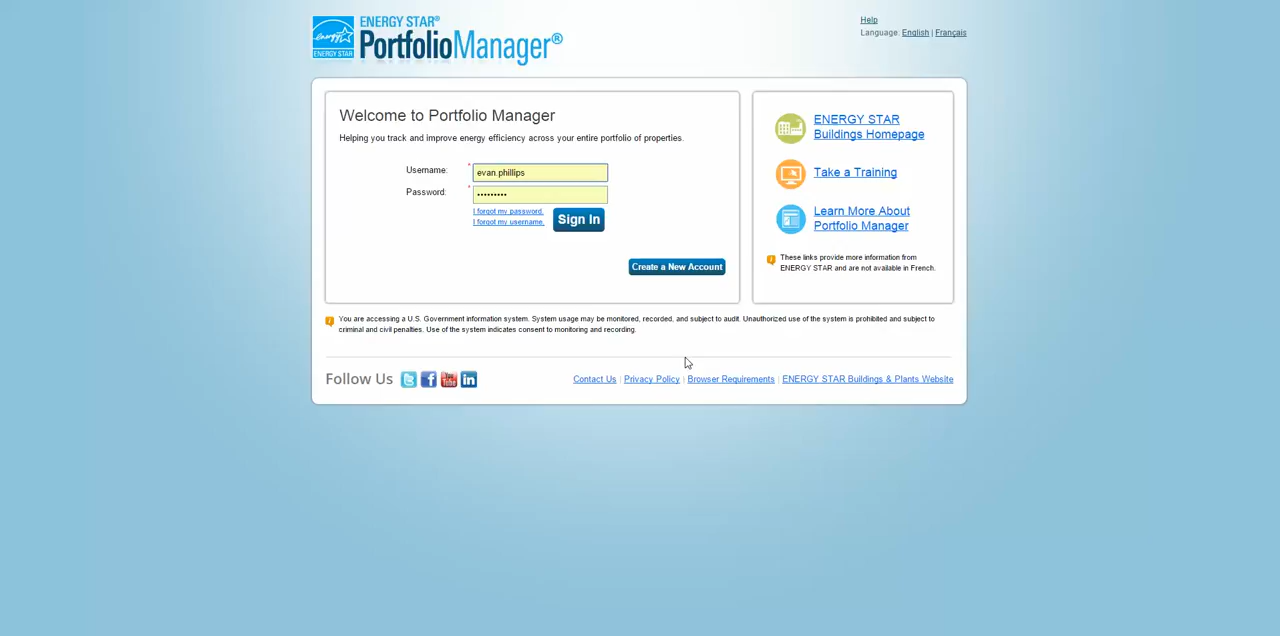 ENERGY STAR®
PortfolioManager®
ENERGY STAR
Help
Language: English | Français
Welcome to Portfolio Manager
Helping you track and improve energy efficiency across your entire portfolio of properties.
Username: * evan.phillips
Password: * •••••••••
I forgot my password.
I forgot my username.
Sign In
Create a New Account
ENERGY STAR
Buildings Homepage
Take a Training
Learn More About
Portfolio Manager
These links provide more information from
ENERGY STAR and are not available in French.
You are accessing a U.S. Government information system. System usage may be monitored, recorded, and subject to audit. Unauthorized use of the system is prohibited and subject to
criminal and civil penalties. Use of the system indicates consent to monitoring and recording.
Follow Us
Contact Us | Privacy Policy | Browser Requirements | ENERGY STAR Buildings & Plants Website